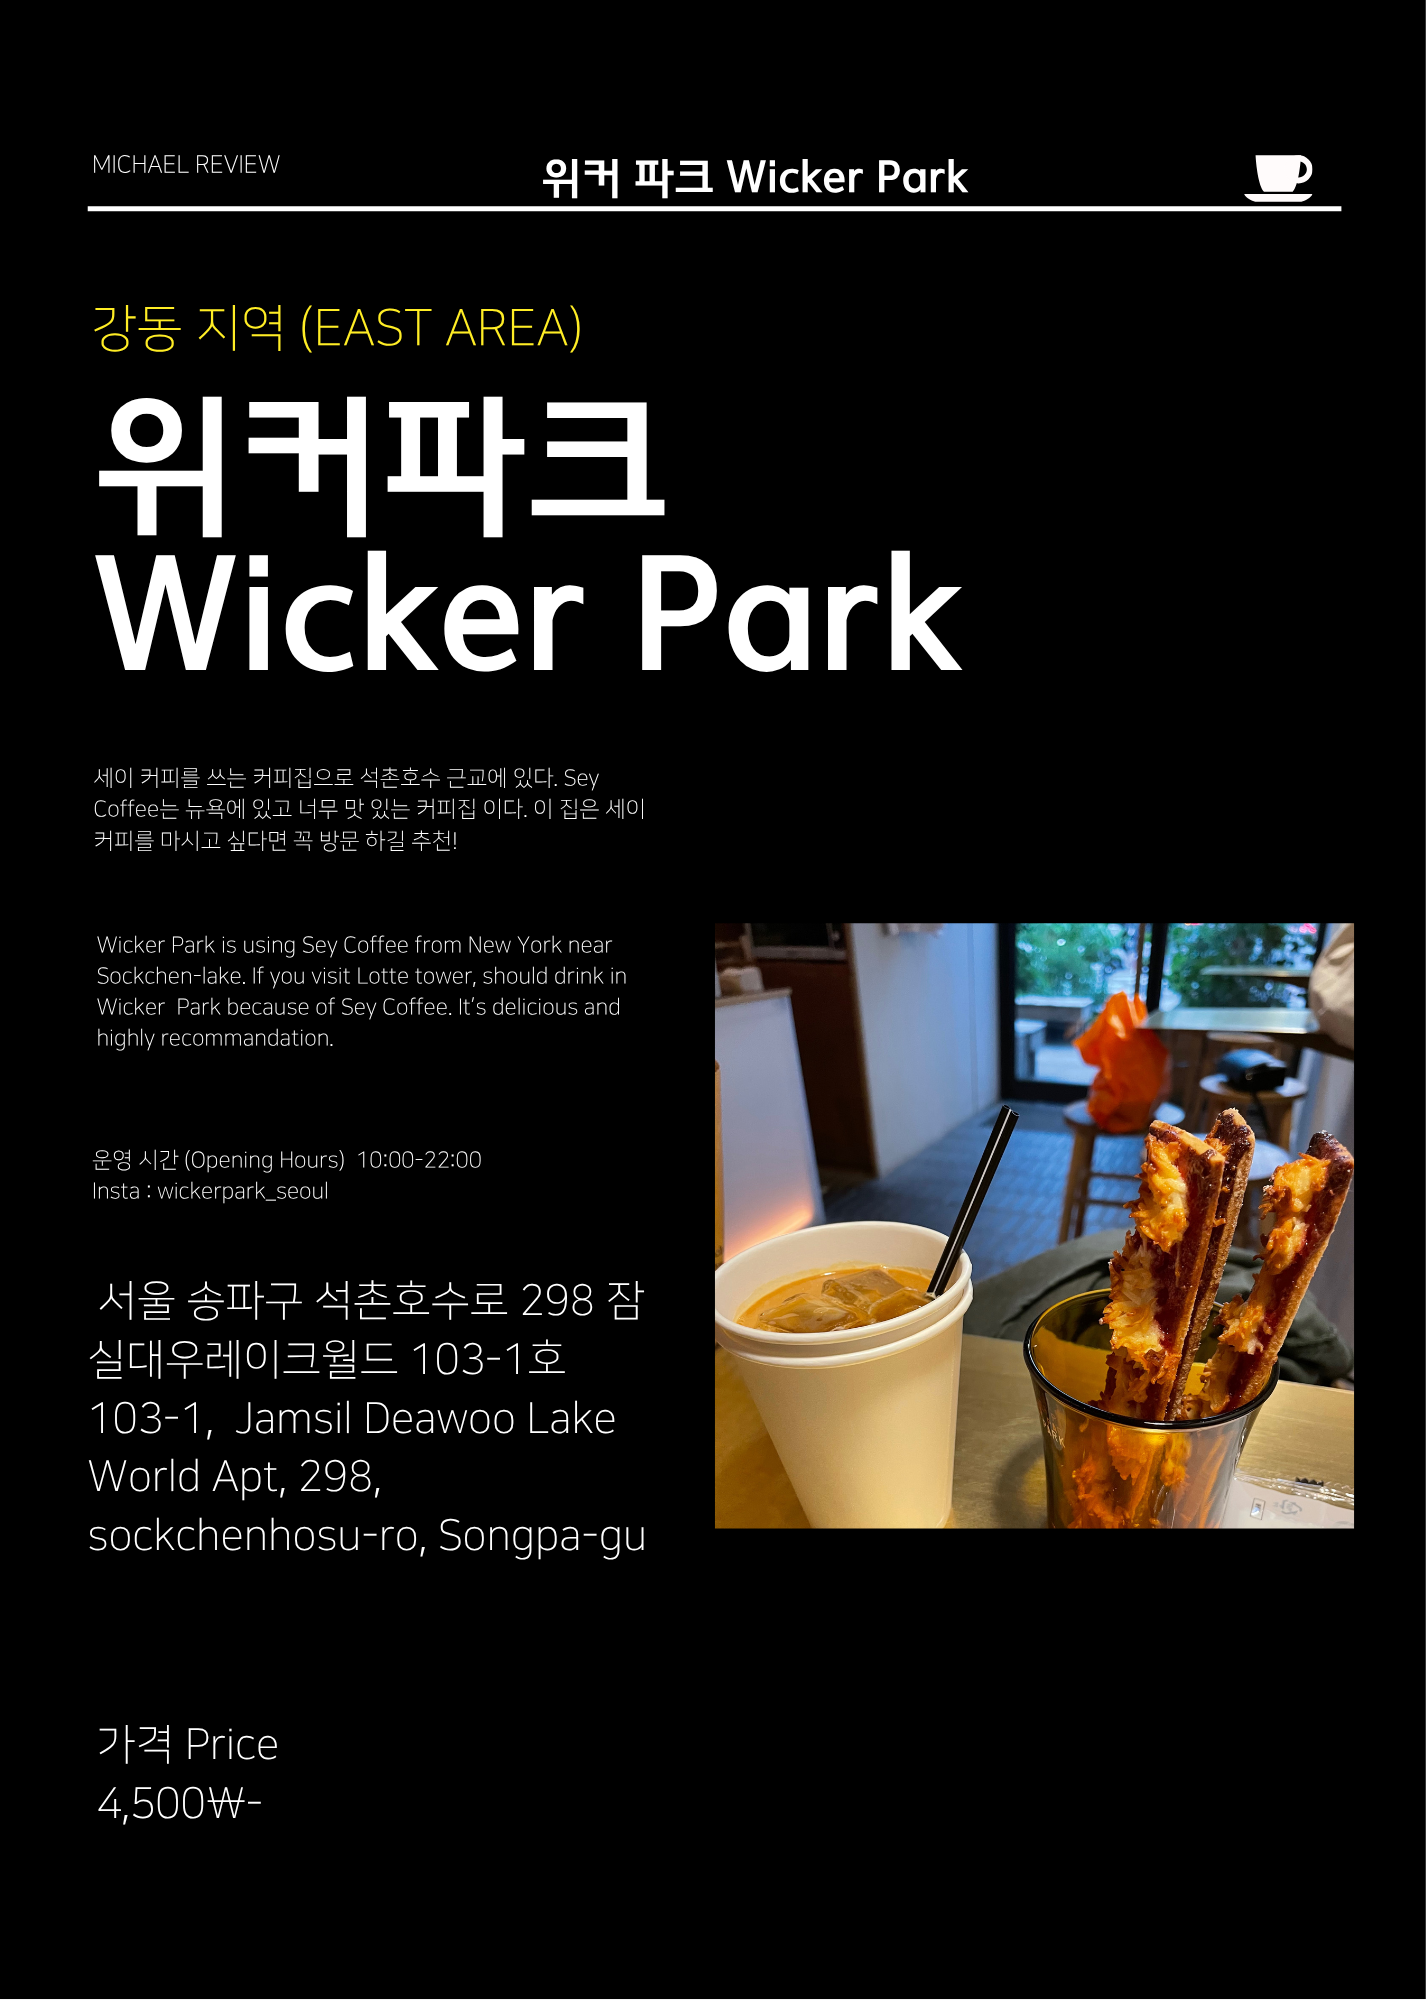 MICHAEL REVIEW
위커 파크 Wicker Park
강동 지역 (EAST AREA)
위커파크
Wicker Park
세이 커피를 쓰는 커피집으로 석촌호수 근교에 있다. Sey
Coffee는 뉴욕에 있고 너무 맛 있는 커피집 이다. 이 집은 세이
커피를 마시고 싶다면 꼭 방문 하길 추천!
Wicker Park is using Sey Coffee from New York near
Sockchen-lake. If you visit Lotte tower, should drink in
Wicker  Park because of Sey Coffee. It's delicious and
highly recommandation.
운영 시간 (Opening Hours)  10:00-22:00
Insta : wickerpark_seoul
서울 송파구 석촌호수로 298 잠
실대우레이크월드 103-1호
103-1,  Jamsil Deawoo Lake
World Apt, 298,
sockchenhosu-ro, Songpa-gu
가격 Price
4,500₩-